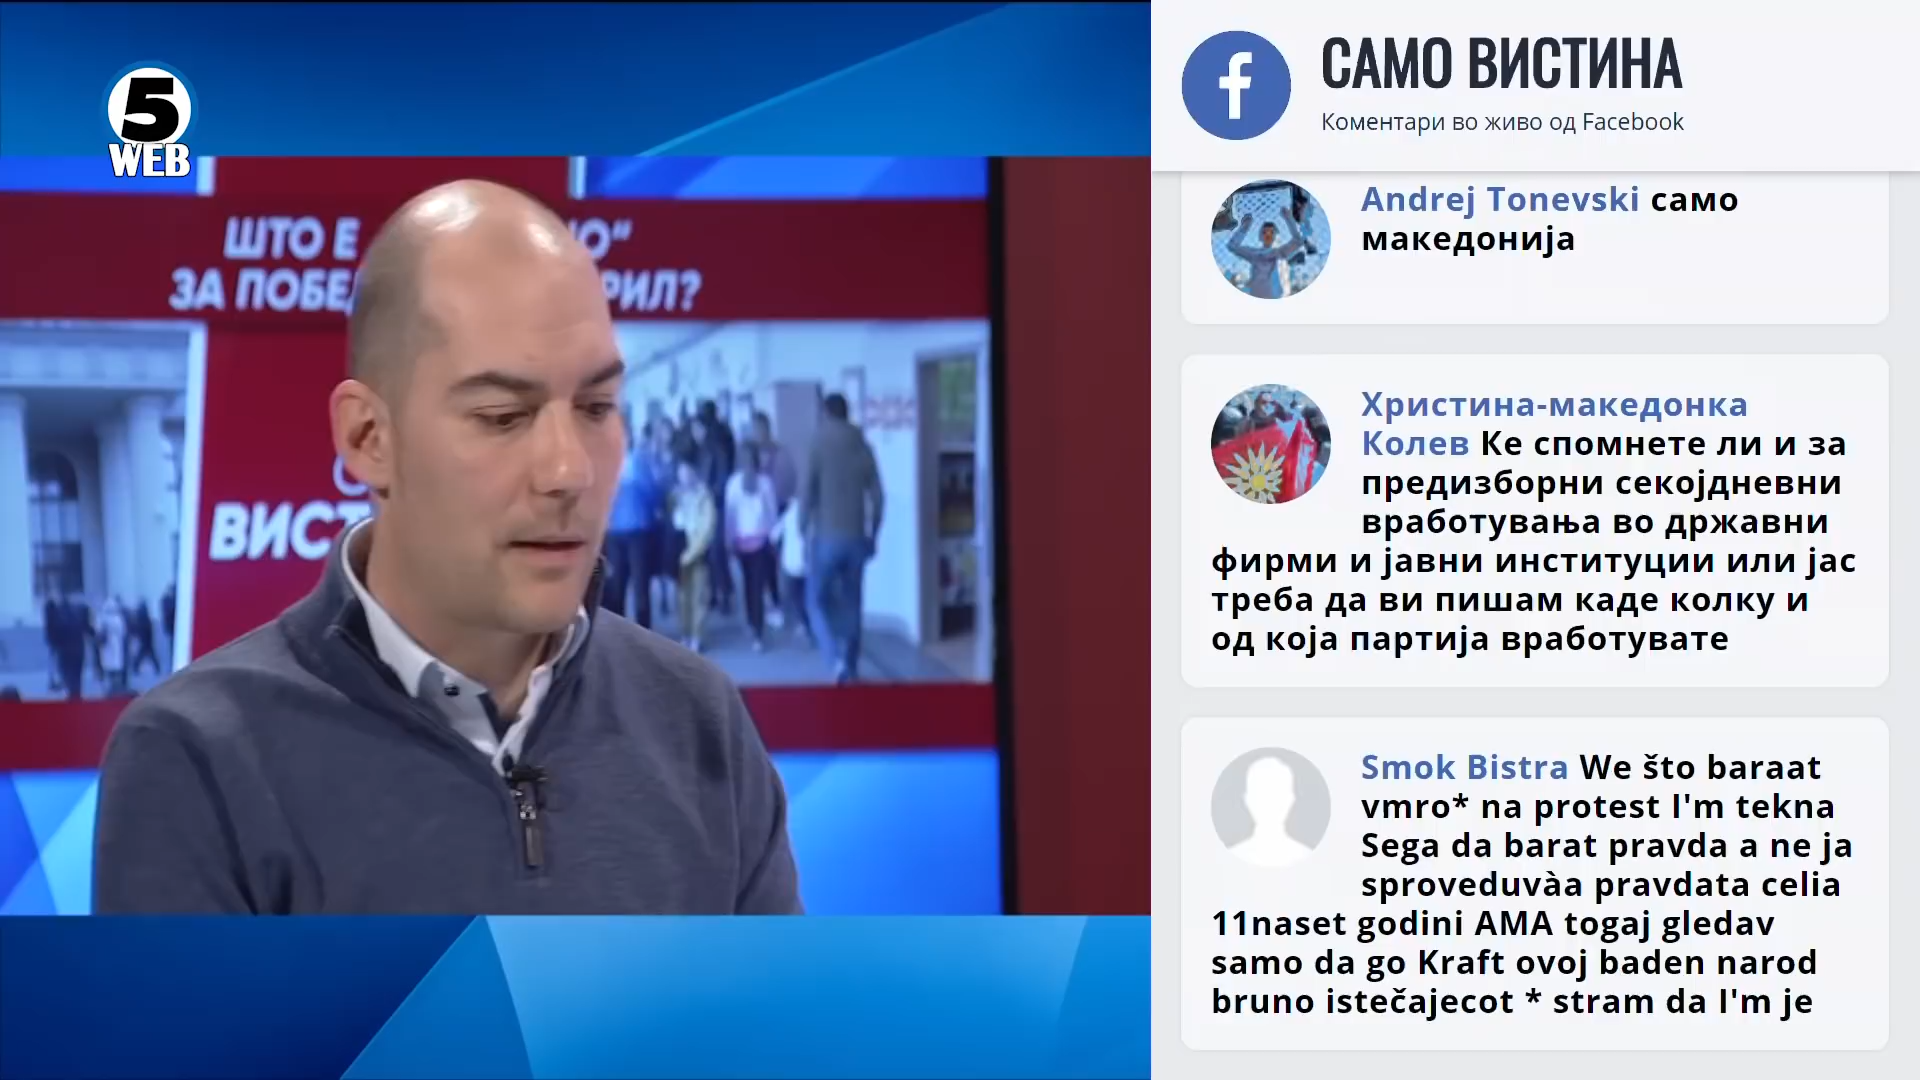 5
WEB
ШТО Е
ЗА
ВИСТ
САМО ВИСТИНА
Коментари во живо од Facebook
Andrej Tonevski само
македонија
Христина-македонка
Колев Ке спомнете ли и за
предизборни секојдневни
вработувања во државни
фирми и јавни институции или јас
треба да ви пишам каде колку и
од која партија вработувате
Smok Bistra We što baraat
vmro* na protest I'm tekna
Sega da barat pravda a ne ja
sproveduvàa pravdata celia
11naset godini AMA togaj gledav
samo da go Kraft ovoj baden narod
bruno istečajecot * stram da I'm je